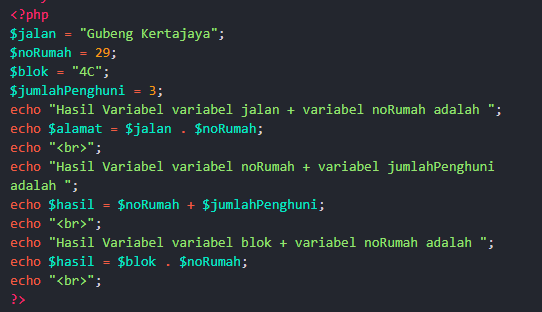 <?php
$jalan = "Gubeng Kertajaya";
$noRumah = 29;
$blok = "4C";
$jumlahPenghuni = 3;
echo "Hasil Variabel variabel jalan + variabel noRumah adalah ";
echo $alamat = $jalan . $noRumah;
echo "<br>";
echo "Hasil Variabel variabel noRumah + variabel jumlahPenghuni
adalah ";
echo $hasil = $noRumah + $jumlahPenghuni;
echo "<br>";
echo "Hasil Variabel variabel blok + variabel noRumah adalah ";
echo $hasil = $blok . $noRumah;
echo "<br>";
?>